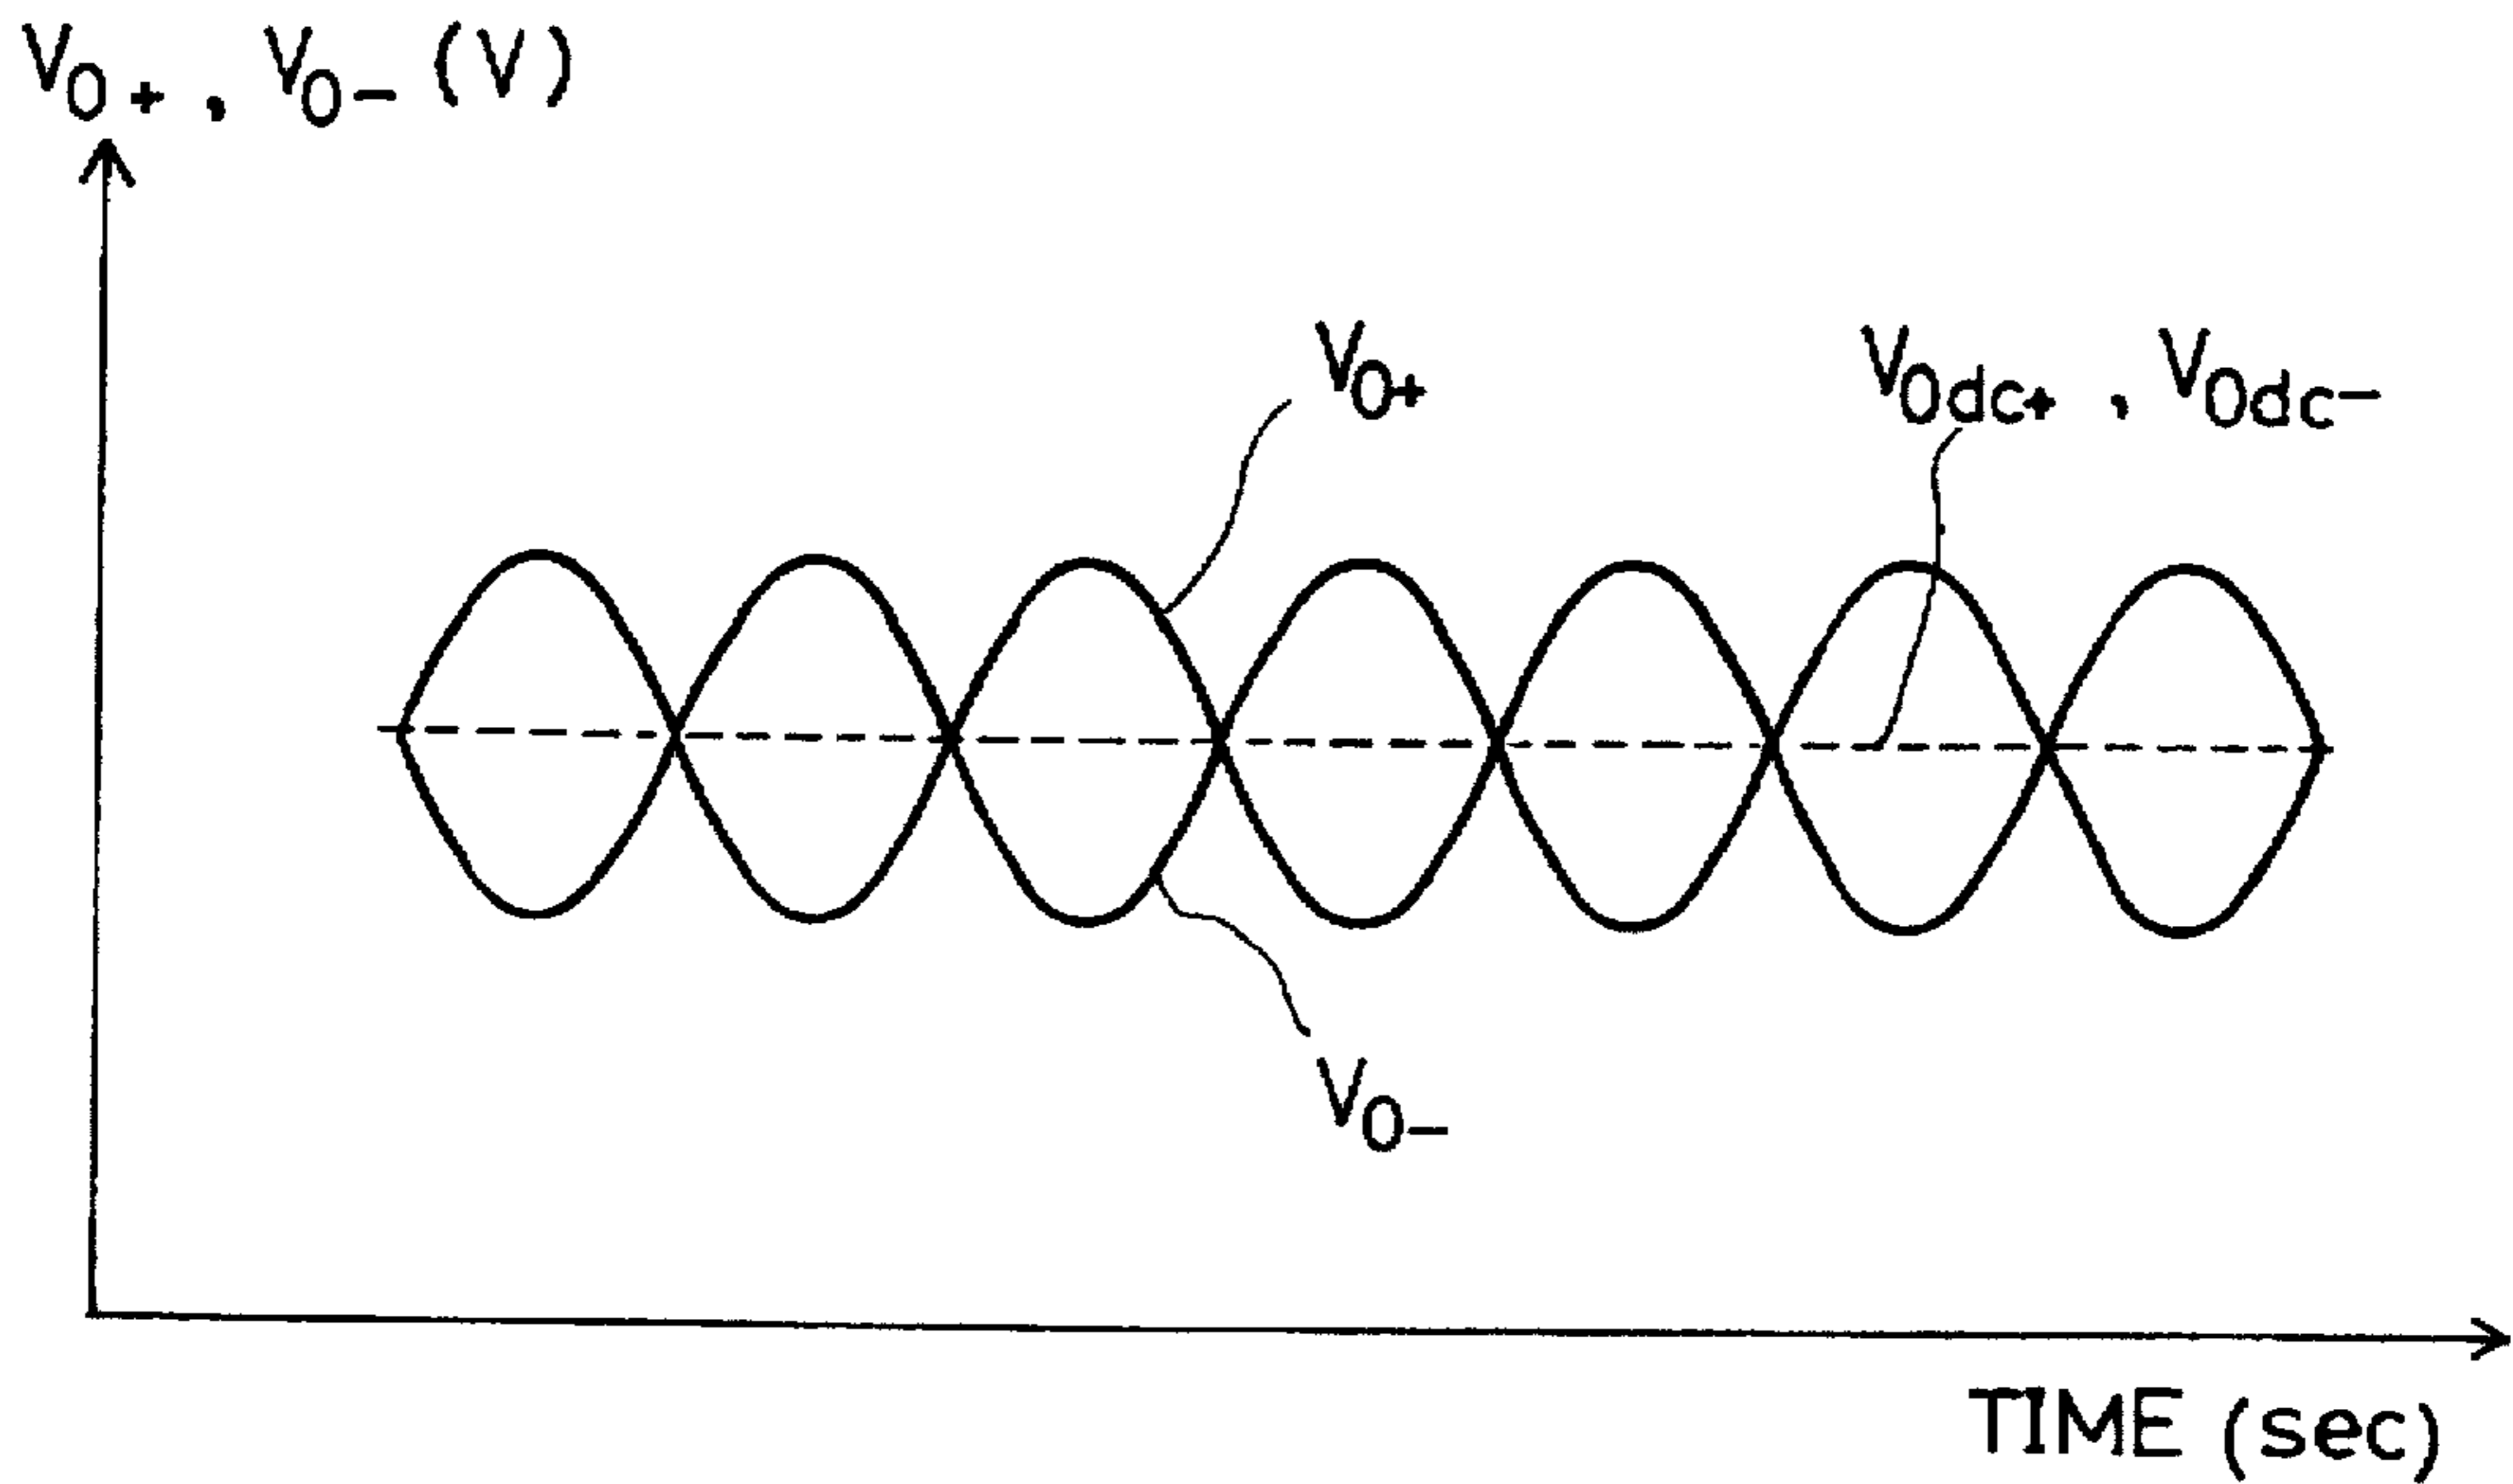 V0+ , V0- (V)
V0+
V0dc+ , V0dc-
V0-
TIME (sec)